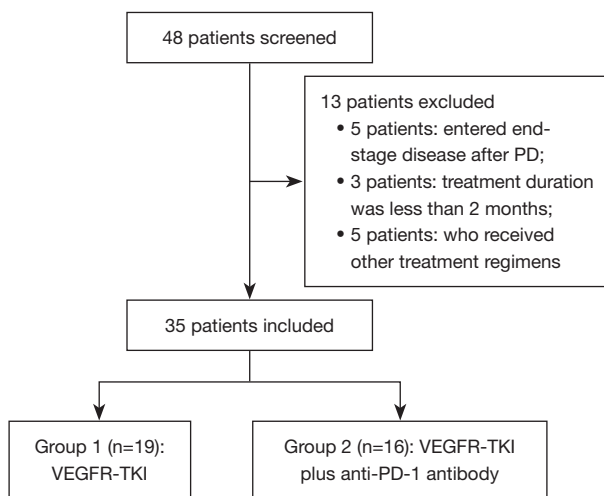 48 patients screened
13 patients excluded
• 5 patients: entered end-
stage disease after PD;
• 3 patients: treatment duration
was less than 2 months;
• 5 patients: who received
other treatment regimens
35 patients included
Group 1 (n=19):
VEGFR-TKI
Group 2 (n=16): VEGFR-TKI
plus anti-PD-1 antibody